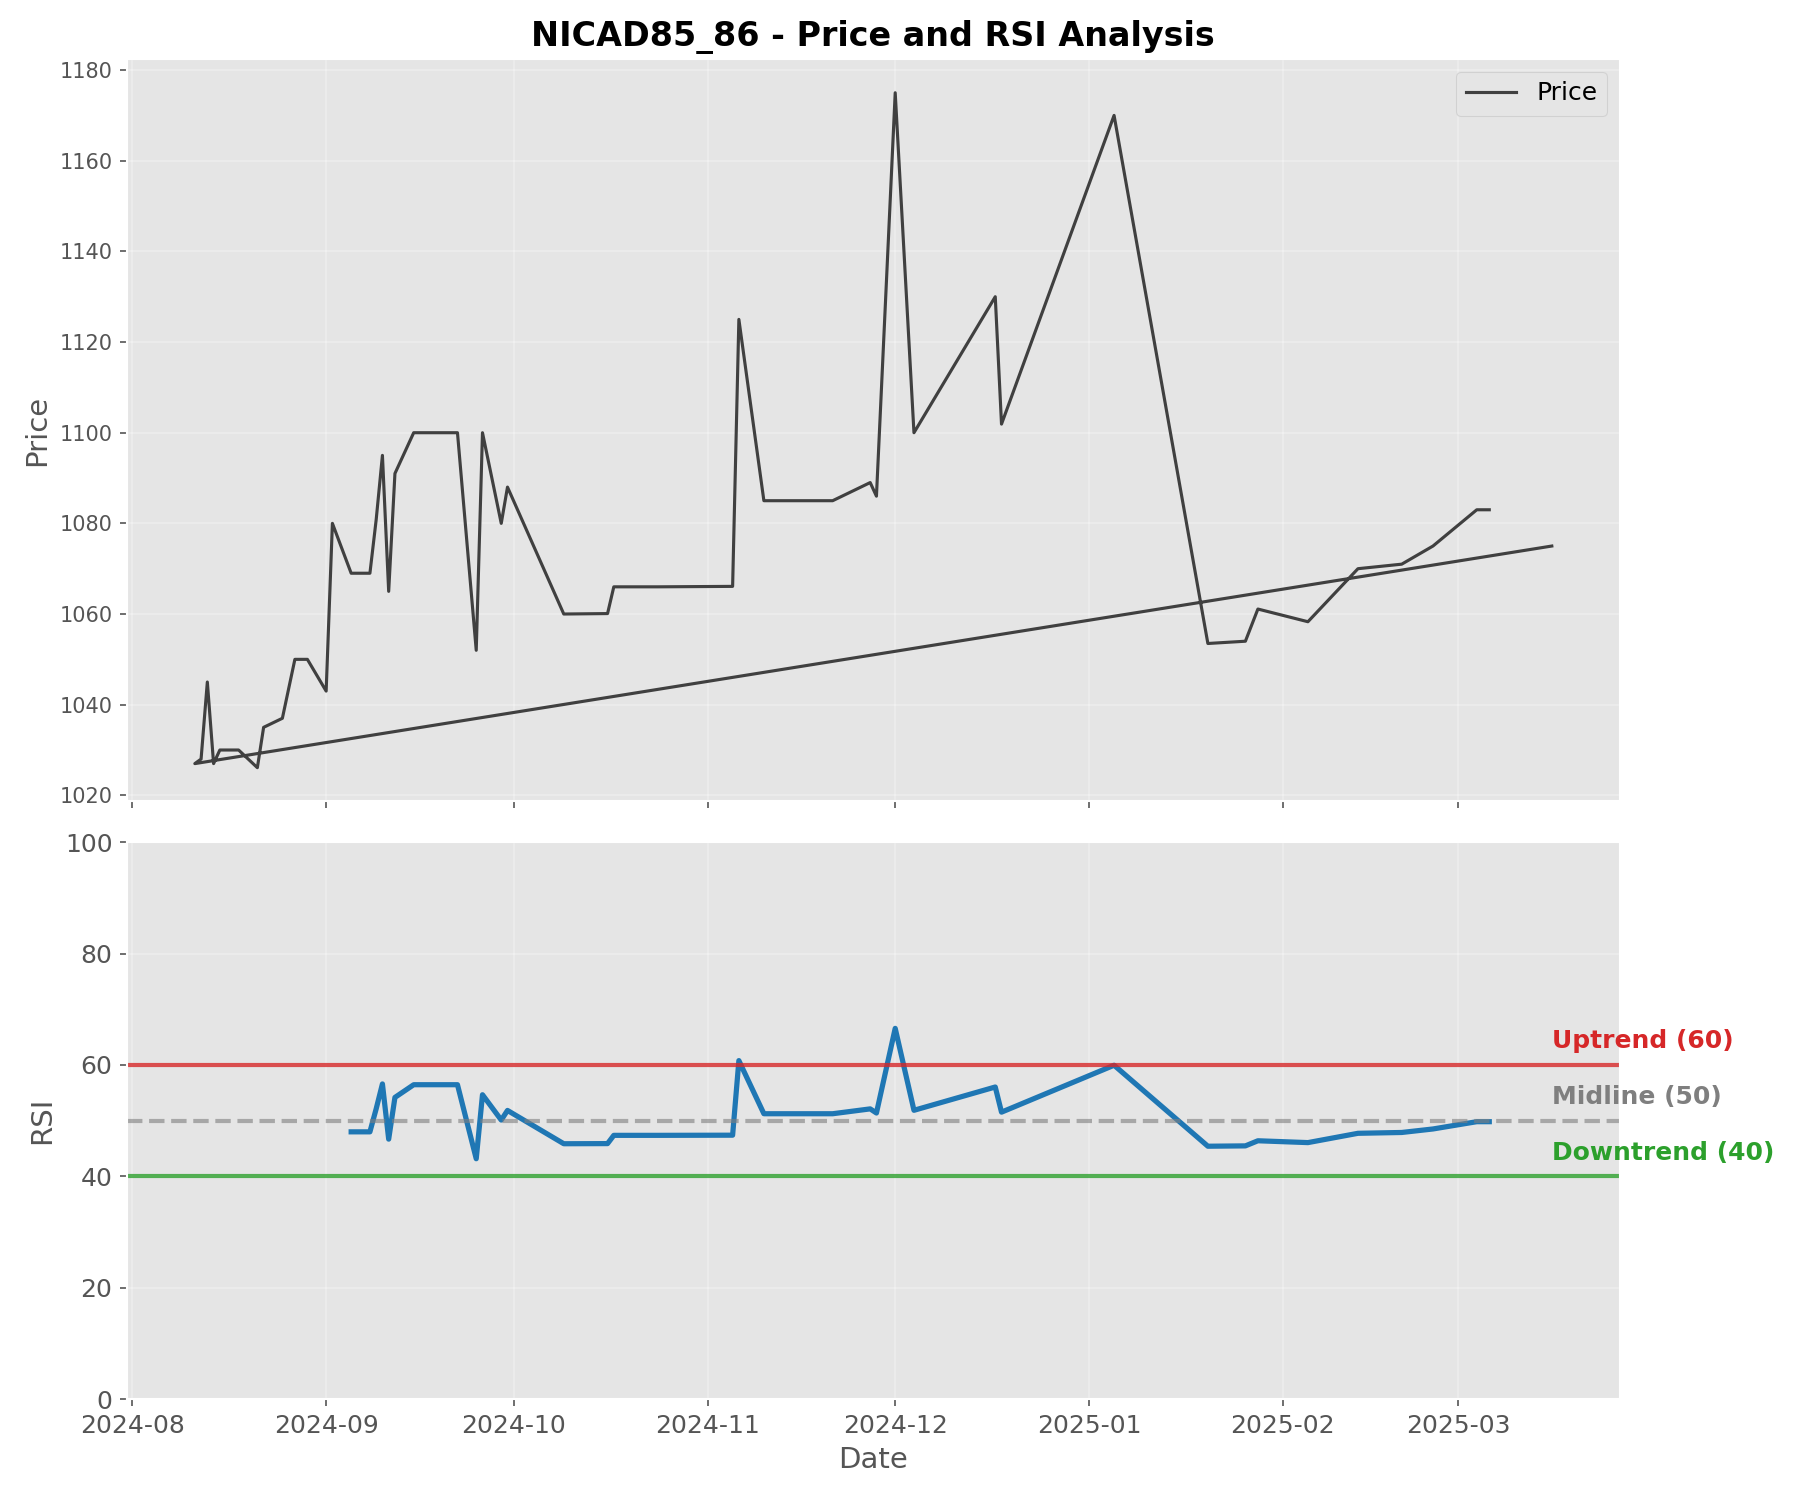 NICAD85_86 - Price and RSI Analysis
Price
1180
1160
1140
1120
1100
1080
1060
1040
1020
Price
100
80
60
40
20
0
RSI
Uptrend (60)
Midline (50)
Downtrend (40)
2024-08 2024-09 2024-10 2024-11 2024-12 2025-01 2025-02 2025-03
Date